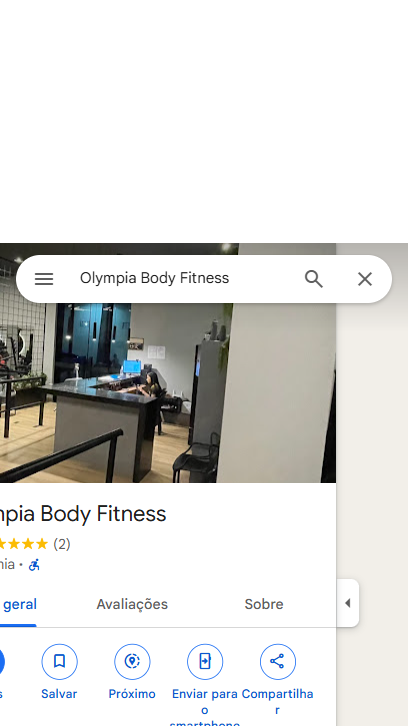 Olympia Body Fitness
mpia Body Fitness
(2)
nia •
geral
Avaliações
Sobre
s
Salvar
Próximo
Enviar para o smartphone
Compartilhar